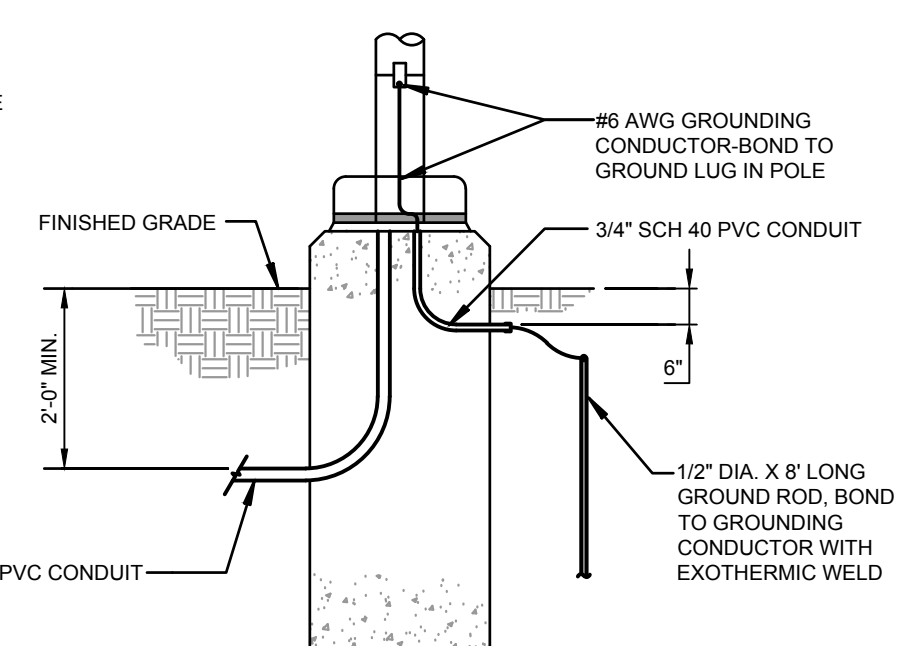 E
#6 AWG GROUNDING
CONDUCTOR-BOND TO
GROUND LUG IN POLE
FINISHED GRADE
3/4" SCH 40 PVC CONDUIT
2'-0" MIN.
6"
1/2" DIA. X 8' LONG
GROUND ROD, BOND
TO GROUNDING
CONDUCTOR WITH
EXOTHERMIC WELD
PVC CONDUIT